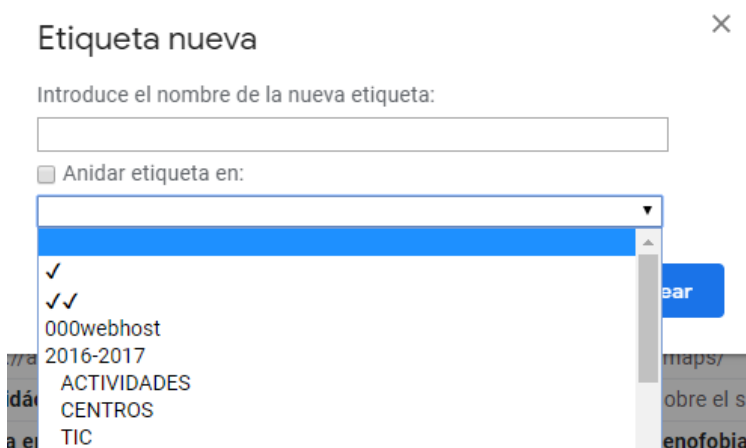 Etiqueta nueva
Introduce el nombre de la nueva etiqueta:
Anidar etiqueta en:
✓
✓✓
000webhost
2016-2017
ACTIVIDADES
CENTROS
TIC
maps/
obre el s
enofobia